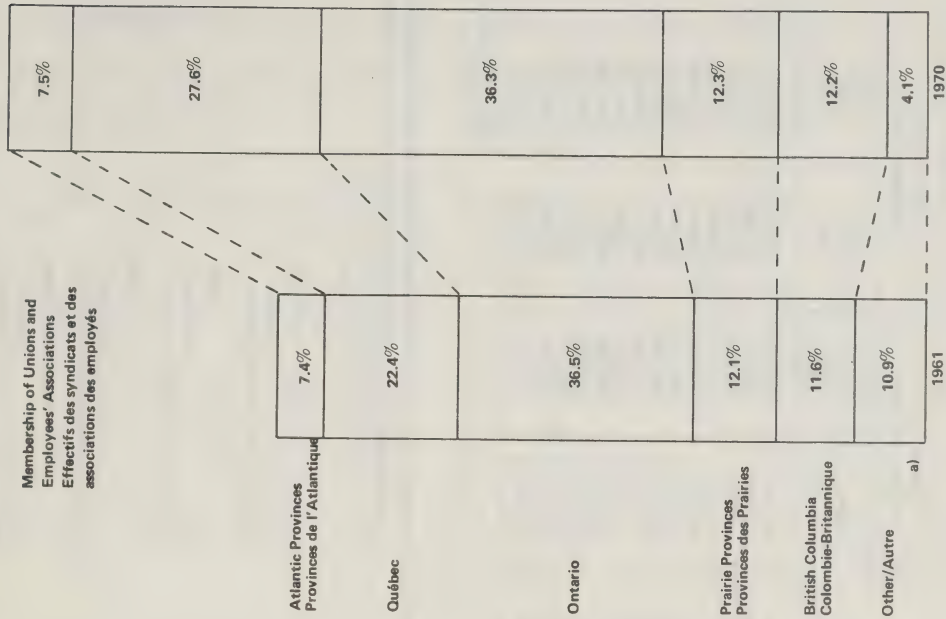 Membership of Unions and
Employees' Associations
Effectifs des syndicats et des
associations des employés
7.5%
27.6%
36.3%
12.3%
12.2%
4.1%
1970
Atlantic Provinces
Provinces de l'Atlantique
7.4%
Québec
22.4%
Ontario
36.5%
Prairie Provinces
Provinces des Prairies
12.1%
British Columbia
Colombie-Britannique
11.6%
Other/Autre
10.9%
a)
1961